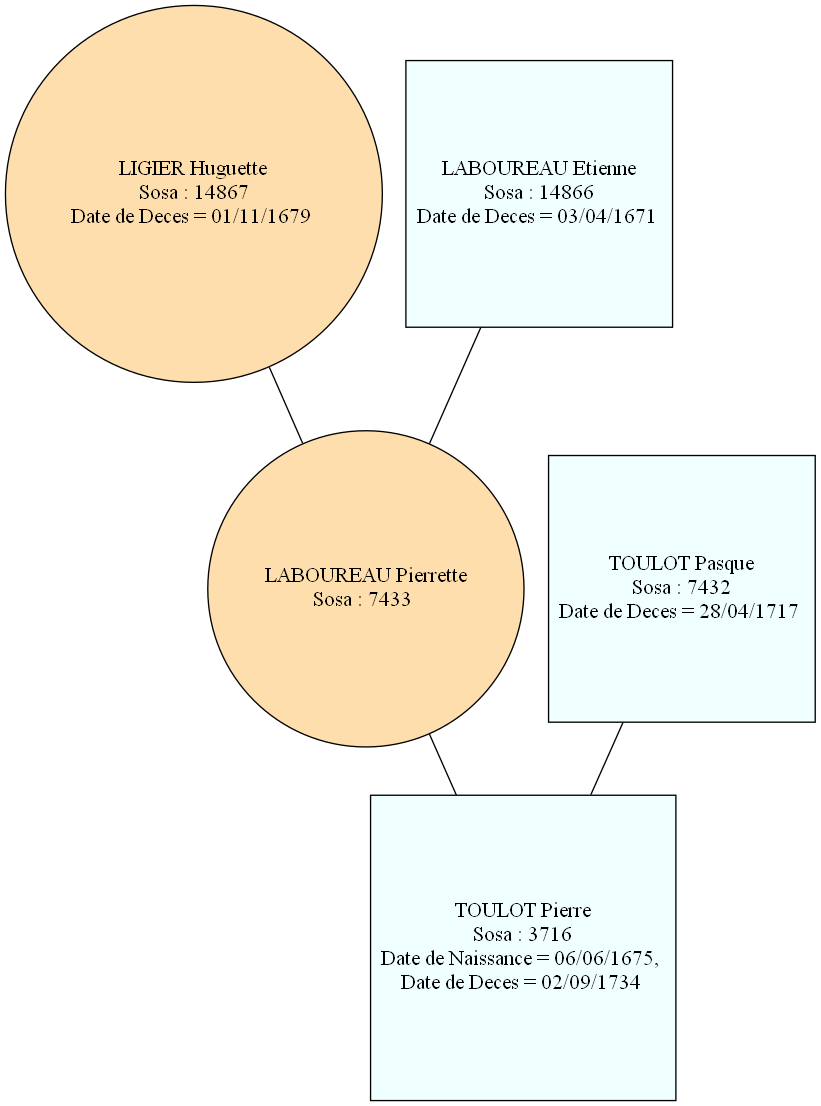 LIGIER Huguette
Sosa : 14867
Date de Deces = 01/11/1679
LABOUREAU Etienne
Sosa : 14866
Date de Deces = 03/04/1671
LABOUREAU Pierrette
Sosa : 7433
TOULOT Pasque
Sosa : 7432
Date de Deces = 28/04/1717
TOULOT Pierre
Sosa : 3716
Date de Naissance = 06/06/1675,
Date de Deces = 02/09/1734